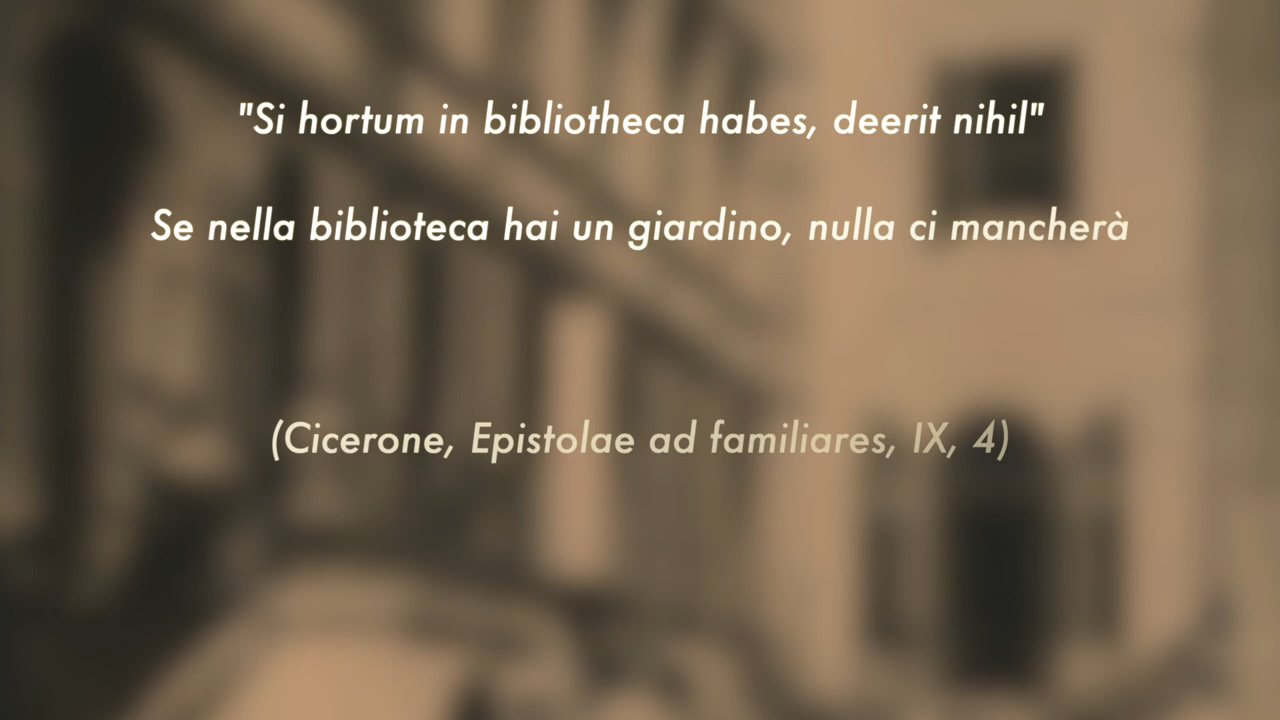 "Si hortum in bibliotheca habes, deerit nihil"
Se nella biblioteca hai un giardino, nulla ci mancherà
(Cicerone, Epistolae ad familiares, IX, 4)